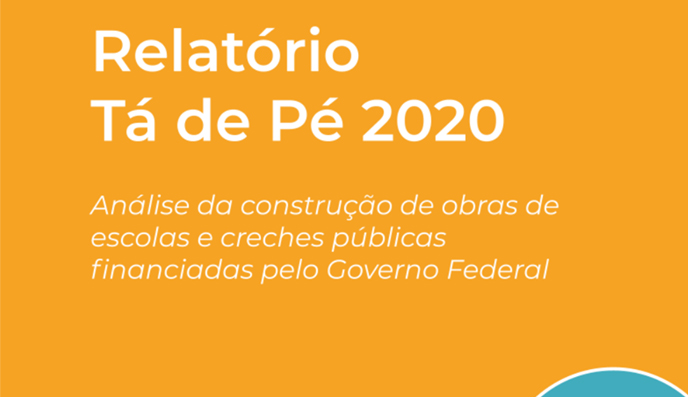 Relatório
Tá de Pé 2020
Análise da construção de obras de
escolas e creches públicas
financiadas pelo Governo Federal